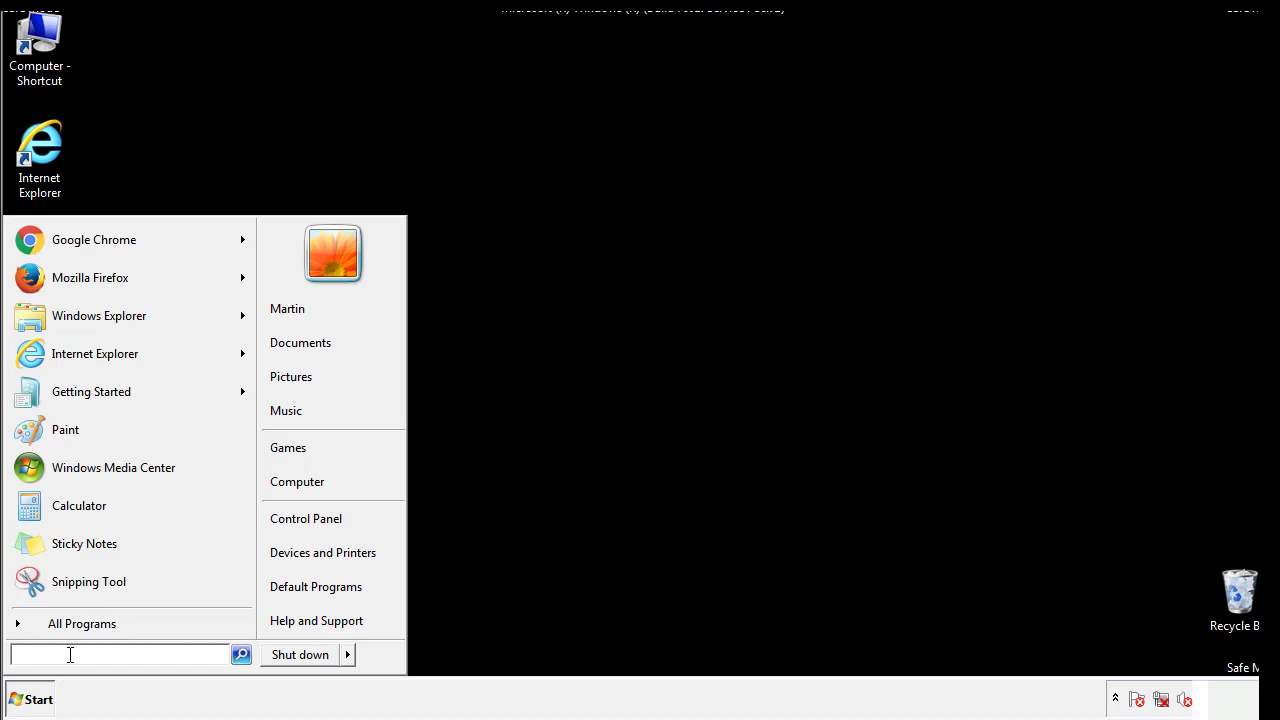 Computer -
Shortcut
Internet
Explorer
Google Chrome
Mozilla Firefox
Windows Explorer
Internet Explorer
Getting Started
Paint
Windows Media Center
Calculator
Sticky Notes
Snipping Tool
All Programs
Martin
Documents
Pictures
Music
Games
Computer
Control Panel
Devices and Printers
Default Programs
Help and Support
Shut down
Recycle B
Safe M
Start